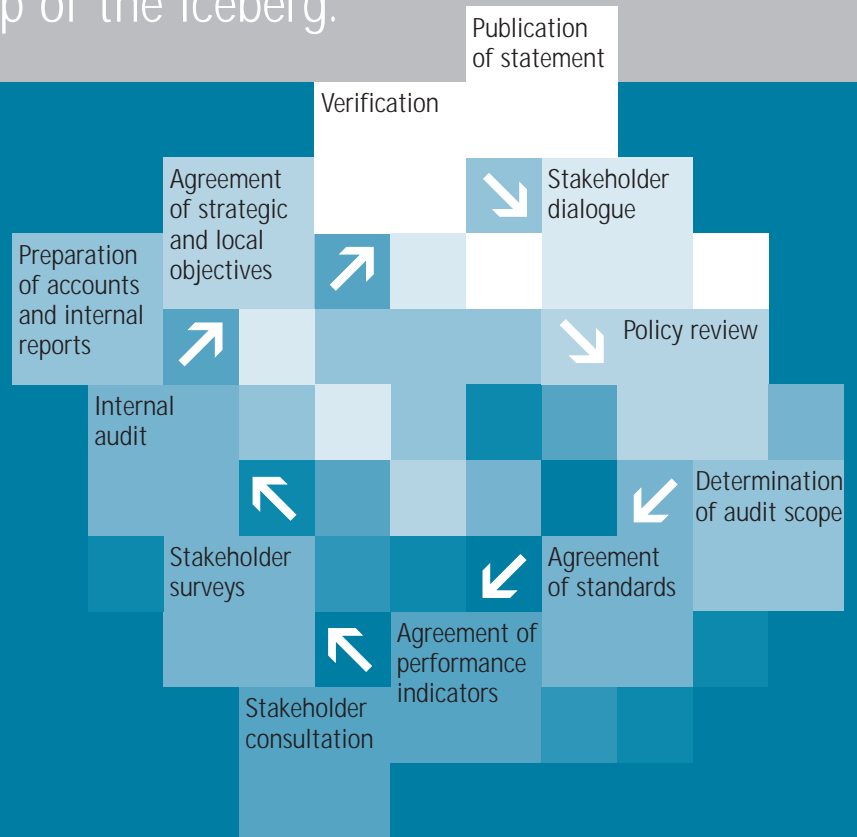 of the iceberg.
Publication
of statement
Verification
Agreement
of strategic
and local
objectives
Stakeholder
dialogue
Preparation
of accounts
and internal
reports
Policy review
Internal
audit
Determination
of audit scope
Stakeholder
surveys
Agreement
of standards
Agreement of
performance
indicators
Stakeholder
consultation